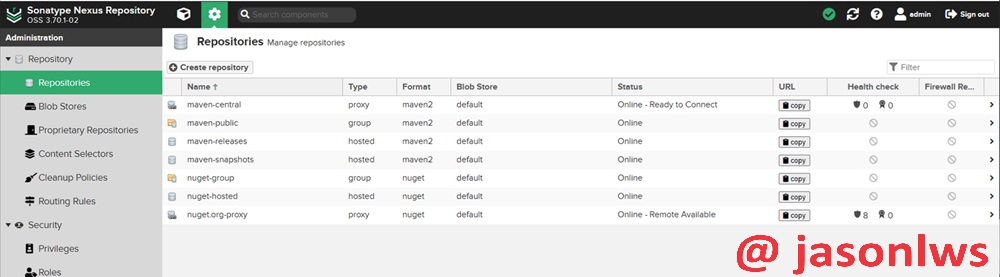 Sonatype Nexus Repository
OSS 3.70.1-02
Search components
admin
Sign out
Administration
Repositories Manage repositories
Repository
Create repository
Filter
Repositories
Name Type Format Blob Store Status URL Health check Firewall Re...
Blob Stores
maven-central proxy maven2 default Online - Ready to Connect copy 0 0
Proprietary Repositories
maven-public group maven2 default Online copy
Content Selectors
maven-releases hosted maven2 default Online copy
maven-snapshots hosted maven2 default Online copy
Cleanup Policies
nuget-group group nuget default Online copy
Routing Rules
nuget-hosted hosted nuget default Online copy
Security
nuget.org-proxy proxy nuget default Online - Remote Available copy 8 0
Privileges
Roles
@ jasonlws